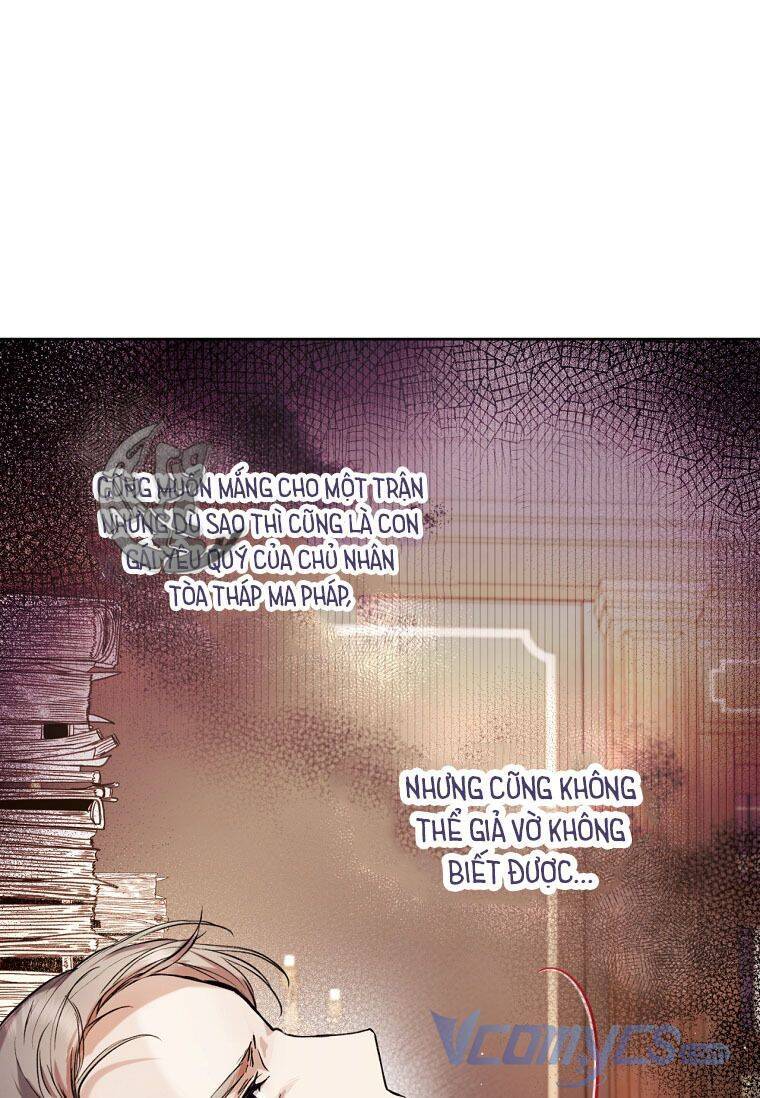 CŨNG MUỐN MẮNG CHO MỘT TRẬN
NHƯNG DÙ SAO THÌ CŨNG LÀ CON
GÁI YÊU QUÝ CỦA CHỦ NHÂN
TÒA THÁP MA PHÁP,
NHƯNG CŨNG KHÔNG
THỂ GIẢ VỜ KHÔNG
BIẾT ĐƯỢC...
VCOMYCS.COM